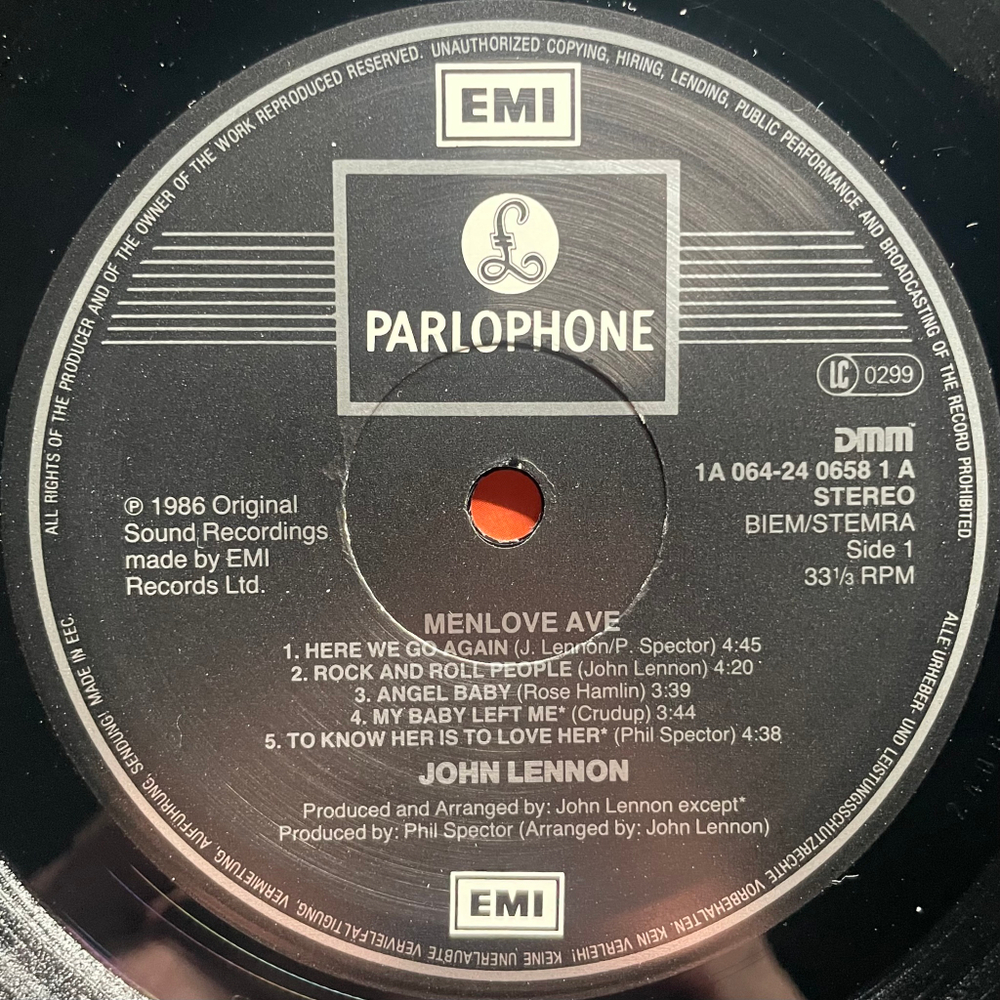 ALL RIGHTS OF THE PRODUCER AND OF THE OWNER OF THE WORK REPRODUCED RESERVED. UNAUTHORIZED COPYING, HIRING, LENDING, PUBLIC PERFORMANCE AND BROADCASTING OF THE RECORD PROHIBITED.
EMI
£
PARLOPHONE
LC 0299
DMM
1A 064-24 0658 1 A
STEREO
BIEM/STEMRA
Side 1
33 1/3 RPM
℗ 1986 Original
Sound Recordings
made by EMI
Records Ltd.
MENLOVE AVE
1. HERE WE GO AGAIN (J. Lennon/P. Spector) 4:45
2. ROCK AND ROLL PEOPLE (John Lennon) 4:20
3. ANGEL BABY (Rose Hamlin) 3:39
4. MY BABY LEFT ME* (Crudup) 3:44
5. TO KNOW HER IS TO LOVE HER* (Phil Spector) 4:38
JOHN LENNON
Produced and Arranged by: John Lennon except*
Produced by: Phil Spector (Arranged by: John Lennon)
EMI
ALLE URHEBER- UND LEISTUNGSSCHUTZRECHTE VORBEHALTEN. KEIN VERLEIH! KEINE UNERLAUBTE VERVIELFÄLTIGUNG, VERMIETUNG, AUFFÜHRUNG, SENDUNG! MADE IN EEC.